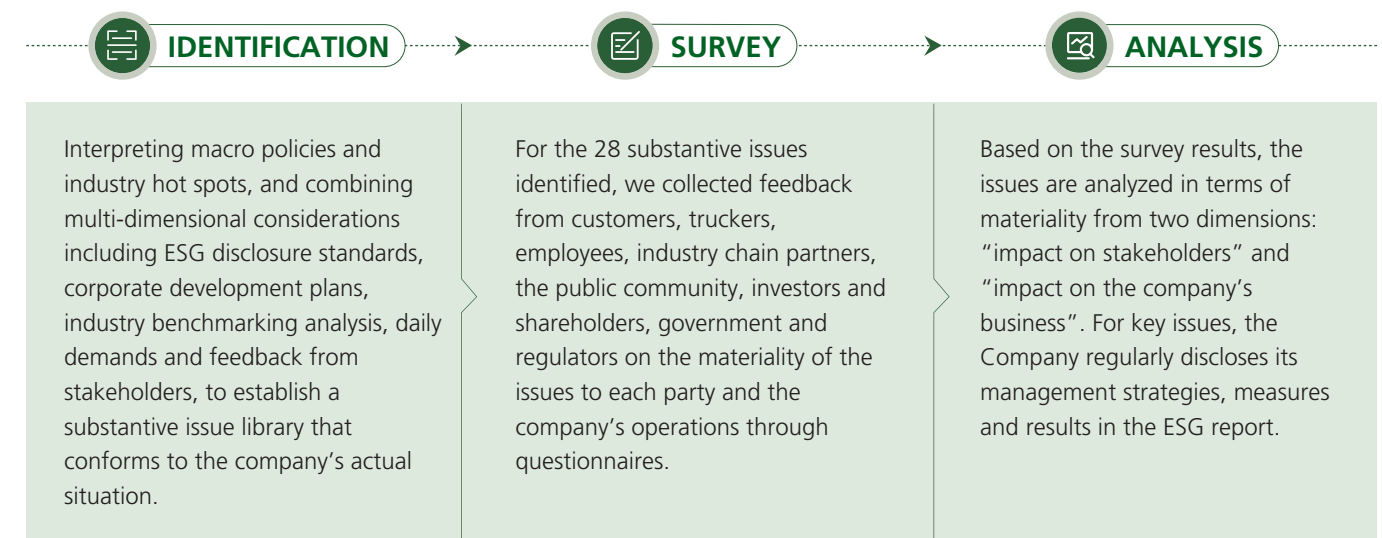 IDENTIFICATION
SURVEY
ANALYSIS
Interpreting macro policies and
industry hot spots, and combining
multi-dimensional considerations
including ESG disclosure standards,
corporate development plans,
industry benchmarking analysis, daily
demands and feedback from
stakeholders, to establish a
substantive issue library that
conforms to the company’s actual
situation.
For the 28 substantive issues
identified, we collected feedback
from customers, truckers,
employees, industry chain partners,
the public community, investors and
shareholders, government and
regulators on the materiality of the
issues to each party and the
company’s operations through
questionnaires.
Based on the survey results, the
issues are analyzed in terms of
materiality from two dimensions:
“impact on stakeholders” and
“impact on the company’s
business”. For key issues, the
Company regularly discloses its
management strategies, measures
and results in the ESG report.